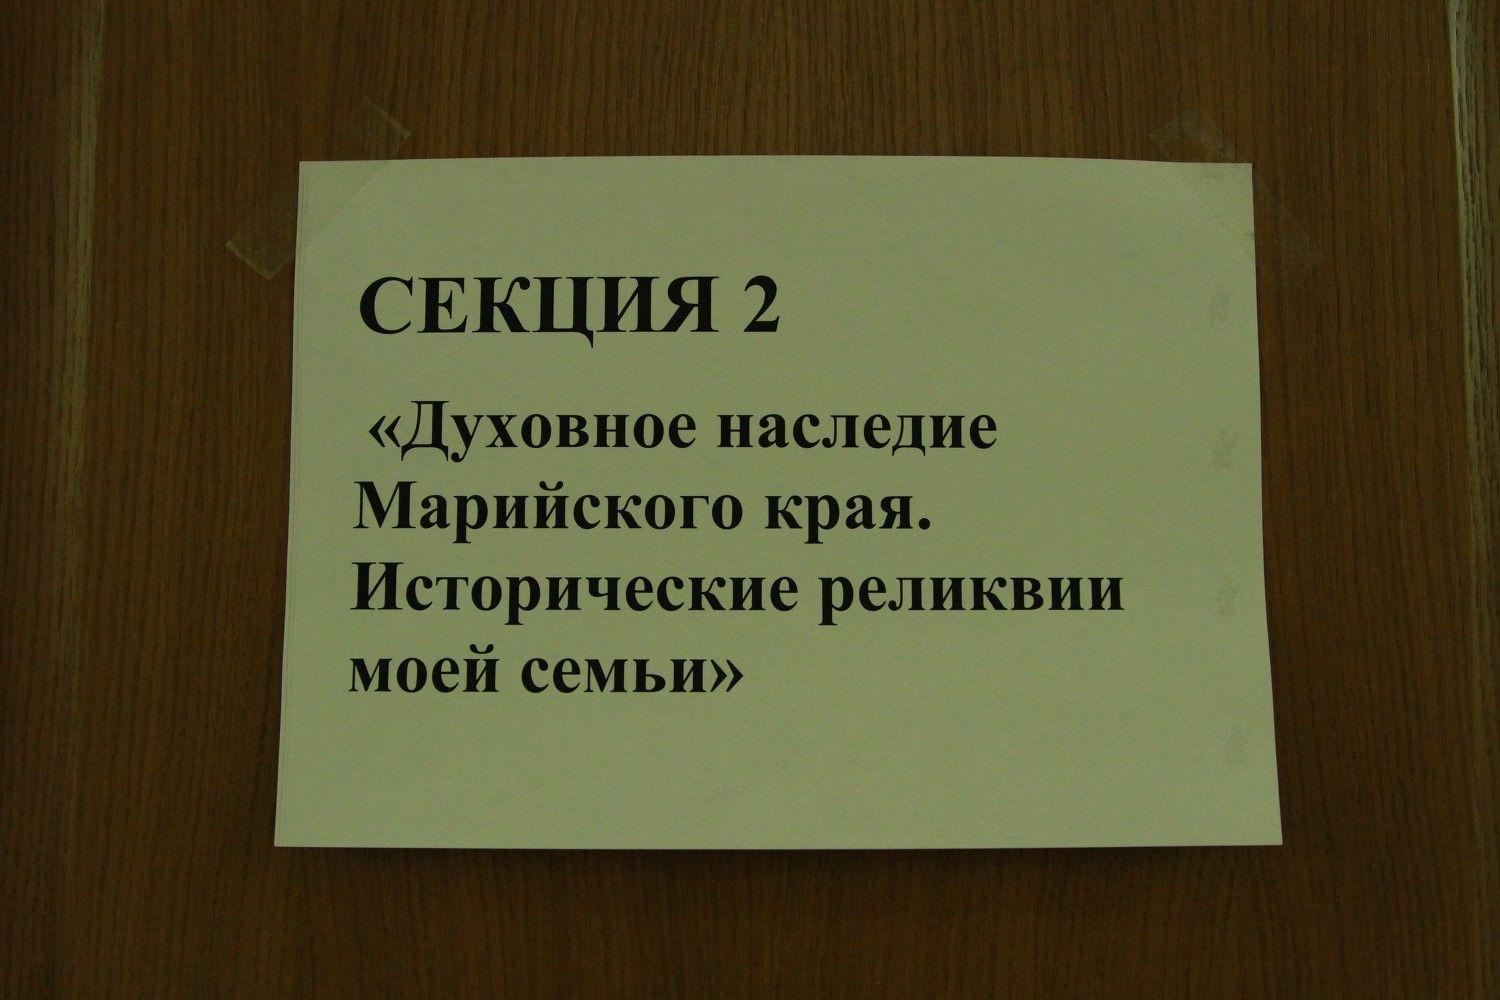 СЕКЦИЯ 2
«Духовное наследие
Марийского края.
Исторические реликвии
моей семьи»